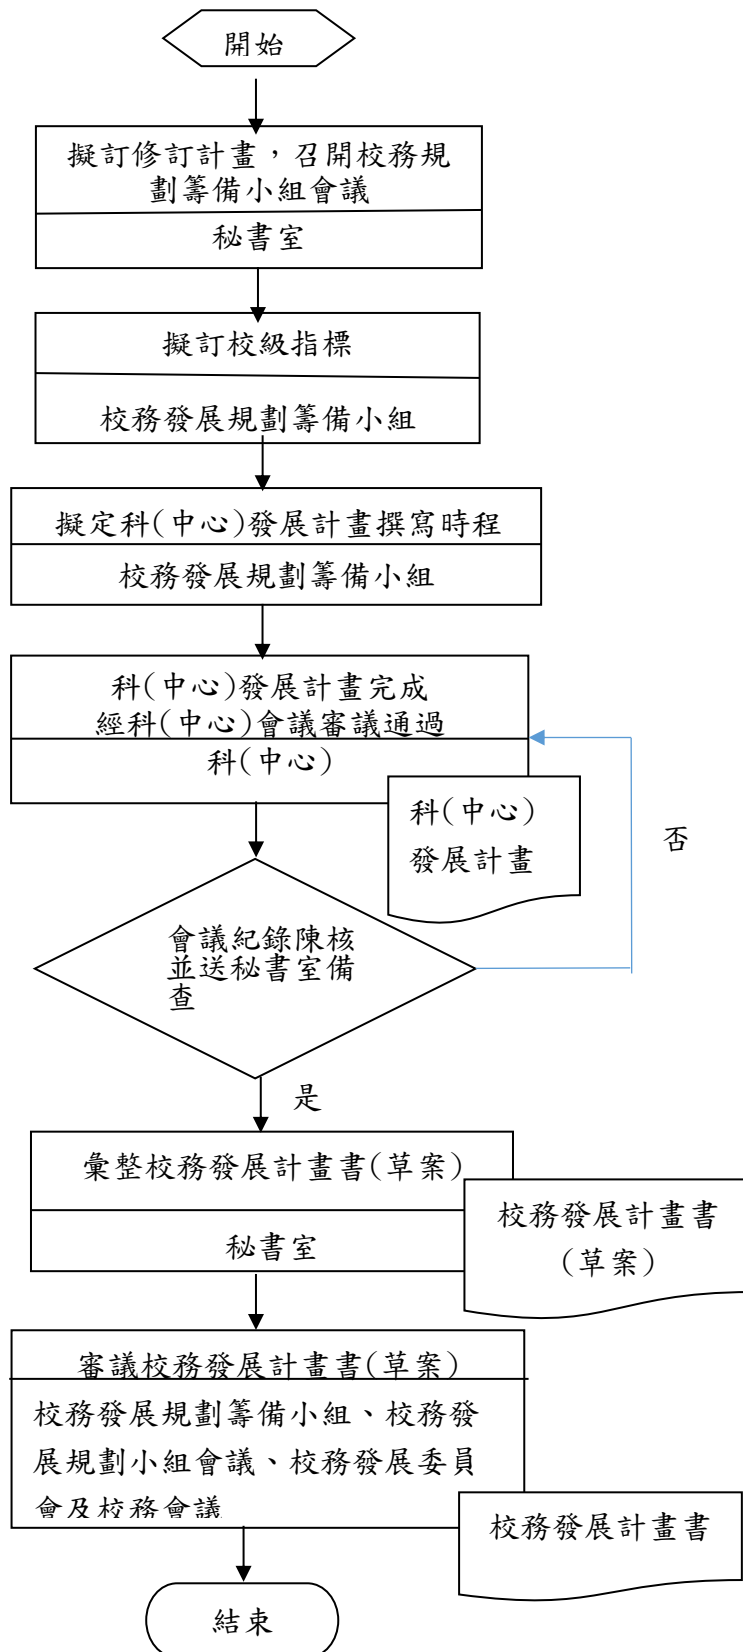 開始
擬訂修訂計畫，召開校務規
劃籌備小組會議
秘書室
擬訂校級指標
校務發展規劃籌備小組
擬定科(中心)發展計畫撰寫時程
校務發展規劃籌備小組
科(中心)發展計畫完成
經科(中心)會議審議通過
科(中心)
科(中心)
發展計畫
否
會議紀錄陳核
並送秘書室備
查
是
彙整校務發展計畫書(草案)
秘書室
校務發展計畫書
(草案)
審議校務發展計畫書(草案)
校務發展規劃籌備小組、校務發
展規劃小組會議、校務發展委員
會及校務會議
校務發展計畫書
結束